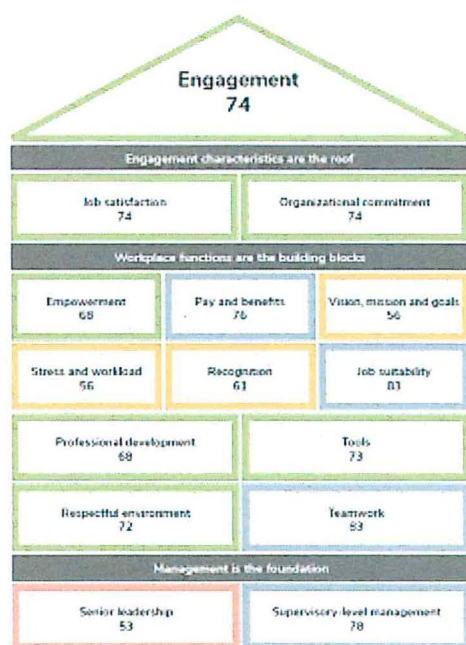 Engagement
74
Engagement characteristics are the roof
Job satisfaction
74
Organizational commitment
74
Workplace functions are the building blocks
Empowerment
68
Pay and benefits
76
Vision, mission and goals
56
Stress and workload
56
Recognition
61
Job suitability
83
Professional development
68
Tools
73
Respectful environment
72
Teamwork
83
Management is the foundation
Senior leadership
53
Supervisory-level management
78